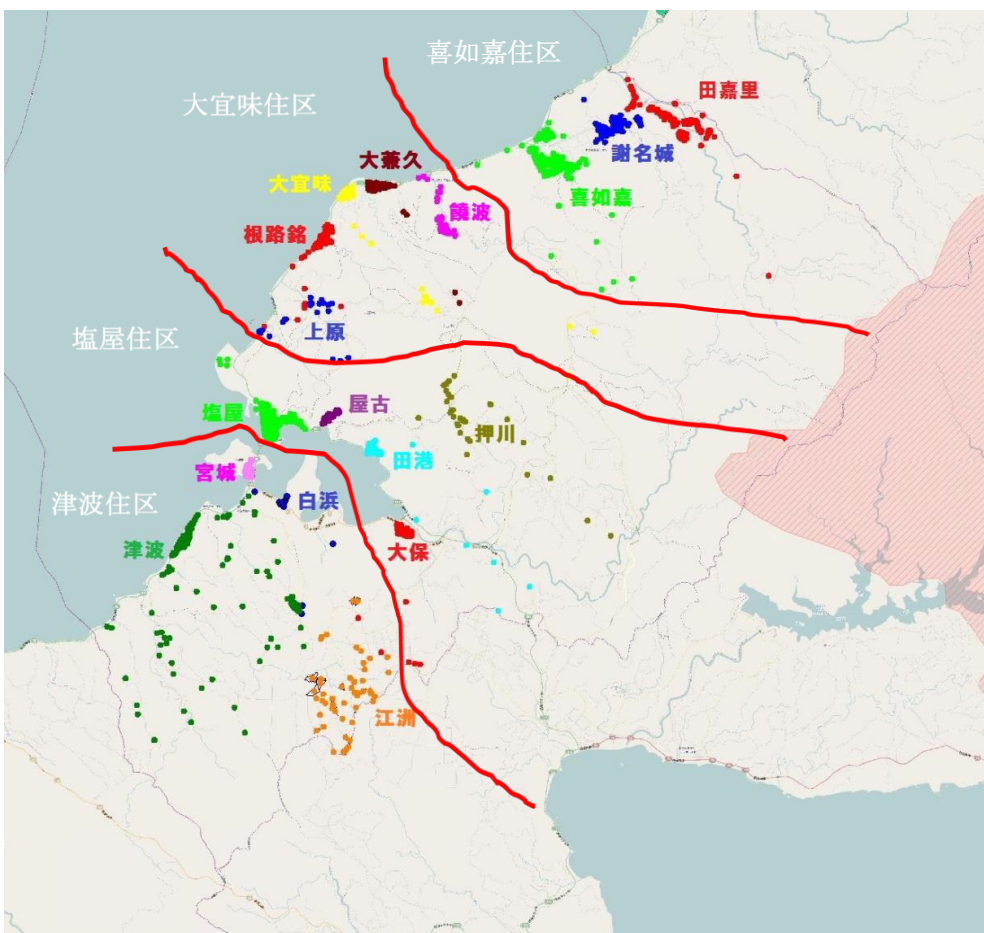 喜如嘉住区
田嘉里
大宜味住区
謝名城
大兼久
大宜味
喜如嘉
饒波
根路銘
上原
塩屋住区
屋古
塩屋
押川
田港
宮城
津波住区
白浜
津波
大保
江洲